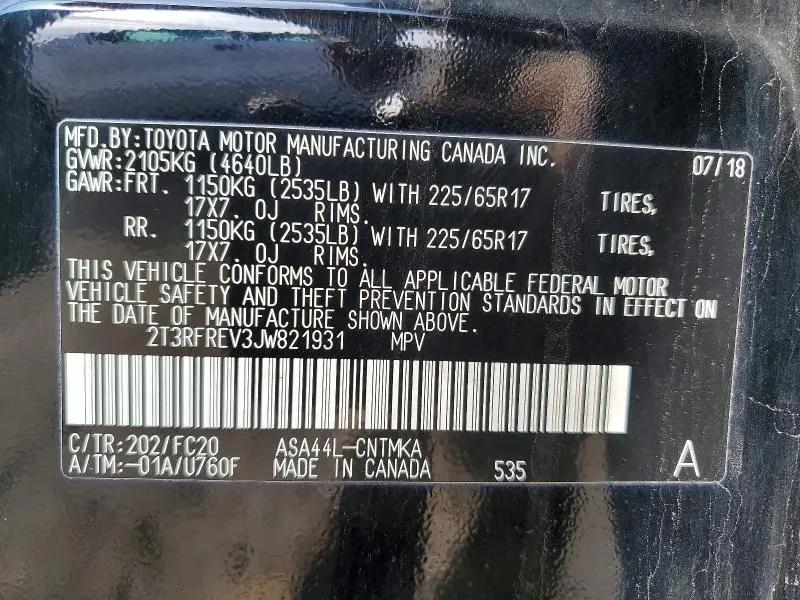 MFD.BY:TOYOTA MOTOR MANUFACTURING CANADA INC. 07/18
GVWR:2105KG (4640LB)
GAWR:FRT. 1150KG (2535LB) WITH 225/65R17 TIRES,
17X7.0J RIMS.
RR. 1150KG (2535LB) WITH 225/65R17 TIRES,
17X7.0J RIMS.
THIS VEHICLE CONFORMS TO ALL APPLICABLE FEDERAL MOTOR
VEHICLE SAFETY AND THEFT PREVENTION STANDARDS IN EFFECT ON
THE DATE OF MANUFACTURE SHOWN ABOVE.
2T3RFREV3JW821931 MPV
C/TR:202/FC20 ASA44L-CNTMKA
A/TM:-01A/U760F MADE IN CANADA 535 A